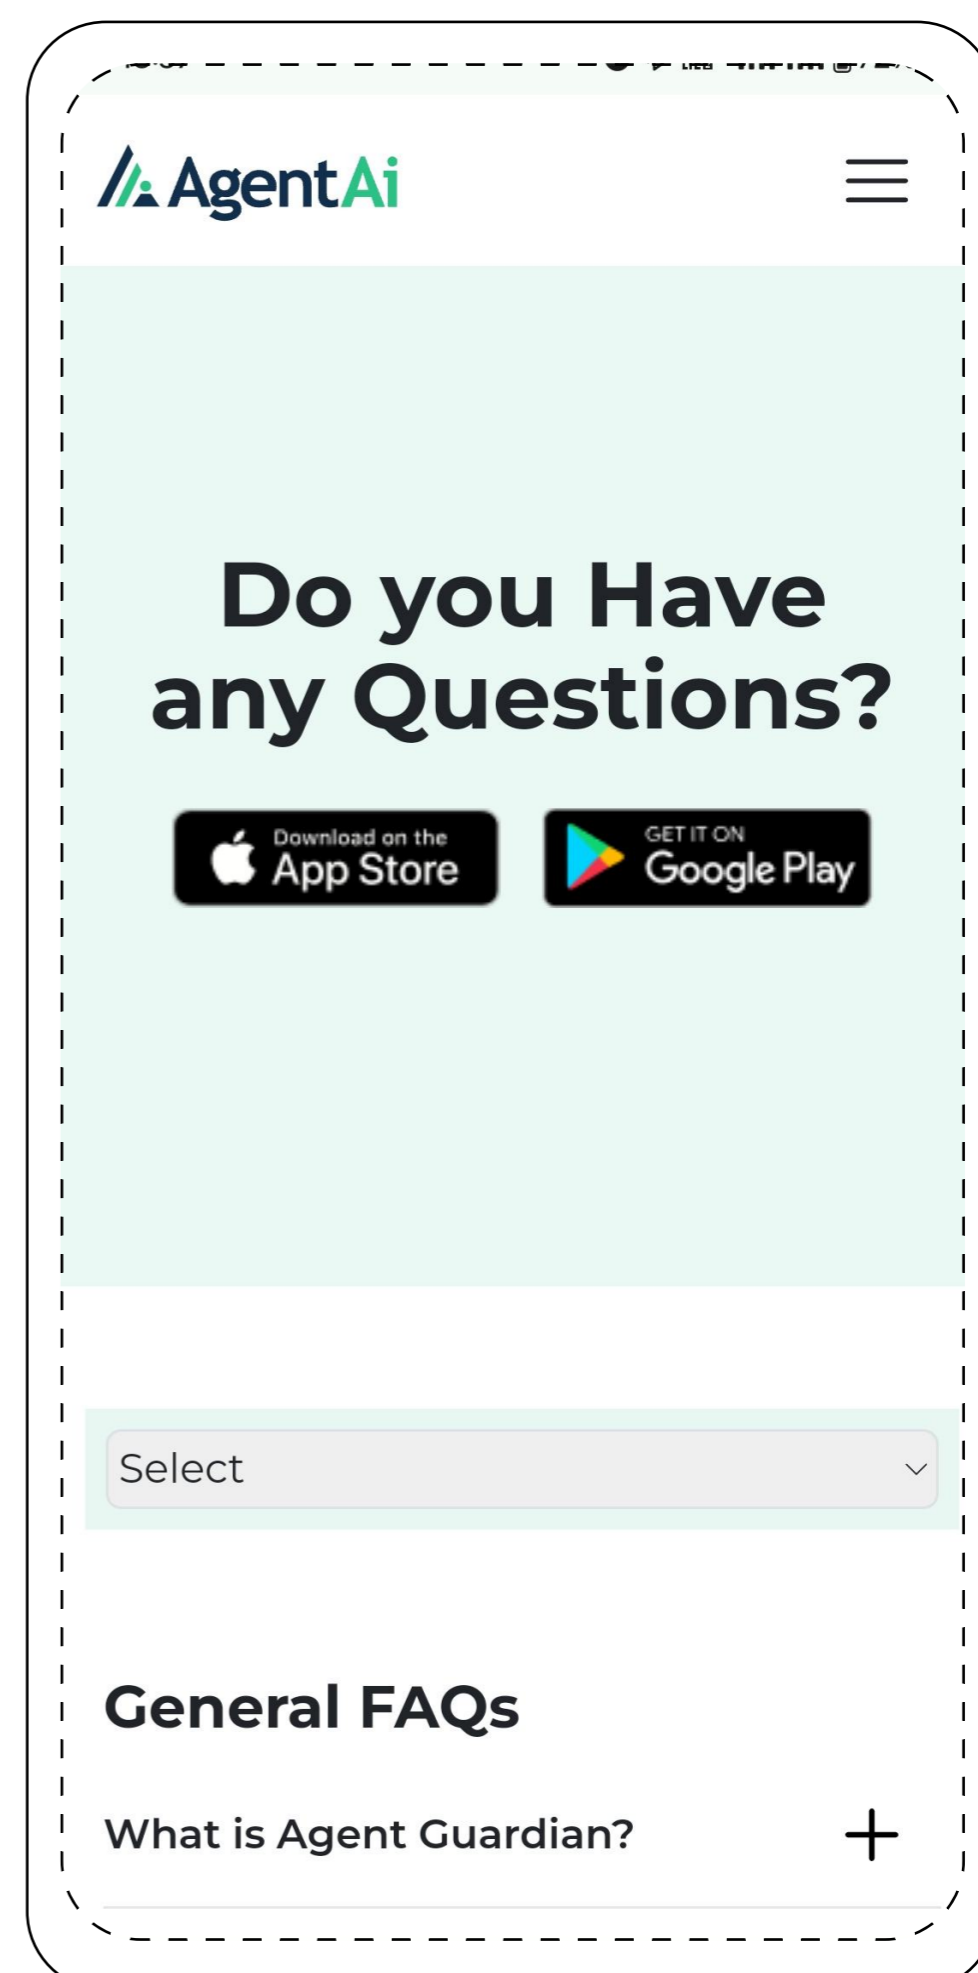 AgentAi
Do you Have
any Questions?
Download on the
App Store
GET IT ON
Google Play
Select
General FAQs
What is Agent Guardian?